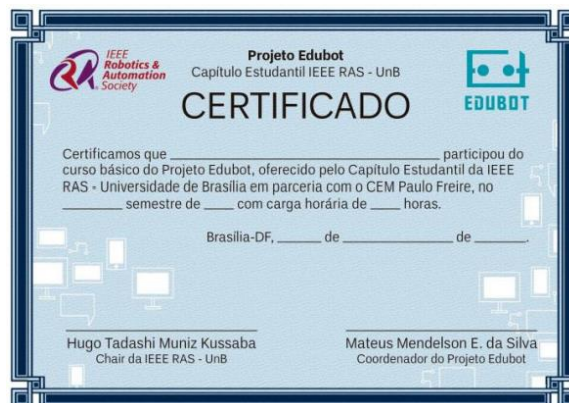 IEEE
Robotics &
Automation
Society
Projeto Edubot
Capítulo Estudantil IEEE RAS - UnB
EDUBOT
CERTIFICADO
Certificamos que ________________ participou do
curso básico do Projeto Edubot, oferecido pelo Capítulo Estudantil da IEEE
RAS - Universidade de Brasília em parceria com o CEM Paulo Freire, no
_______ semestre de ____ com carga horária de ____ horas.
Brasília-DF, ______ de ______________ de _______.
Hugo Tadashi Muniz Kussaba
Chair da IEEE RAS - UnB
Mateus Mendelson E. da Silva
Coordenador do Projeto Edubot